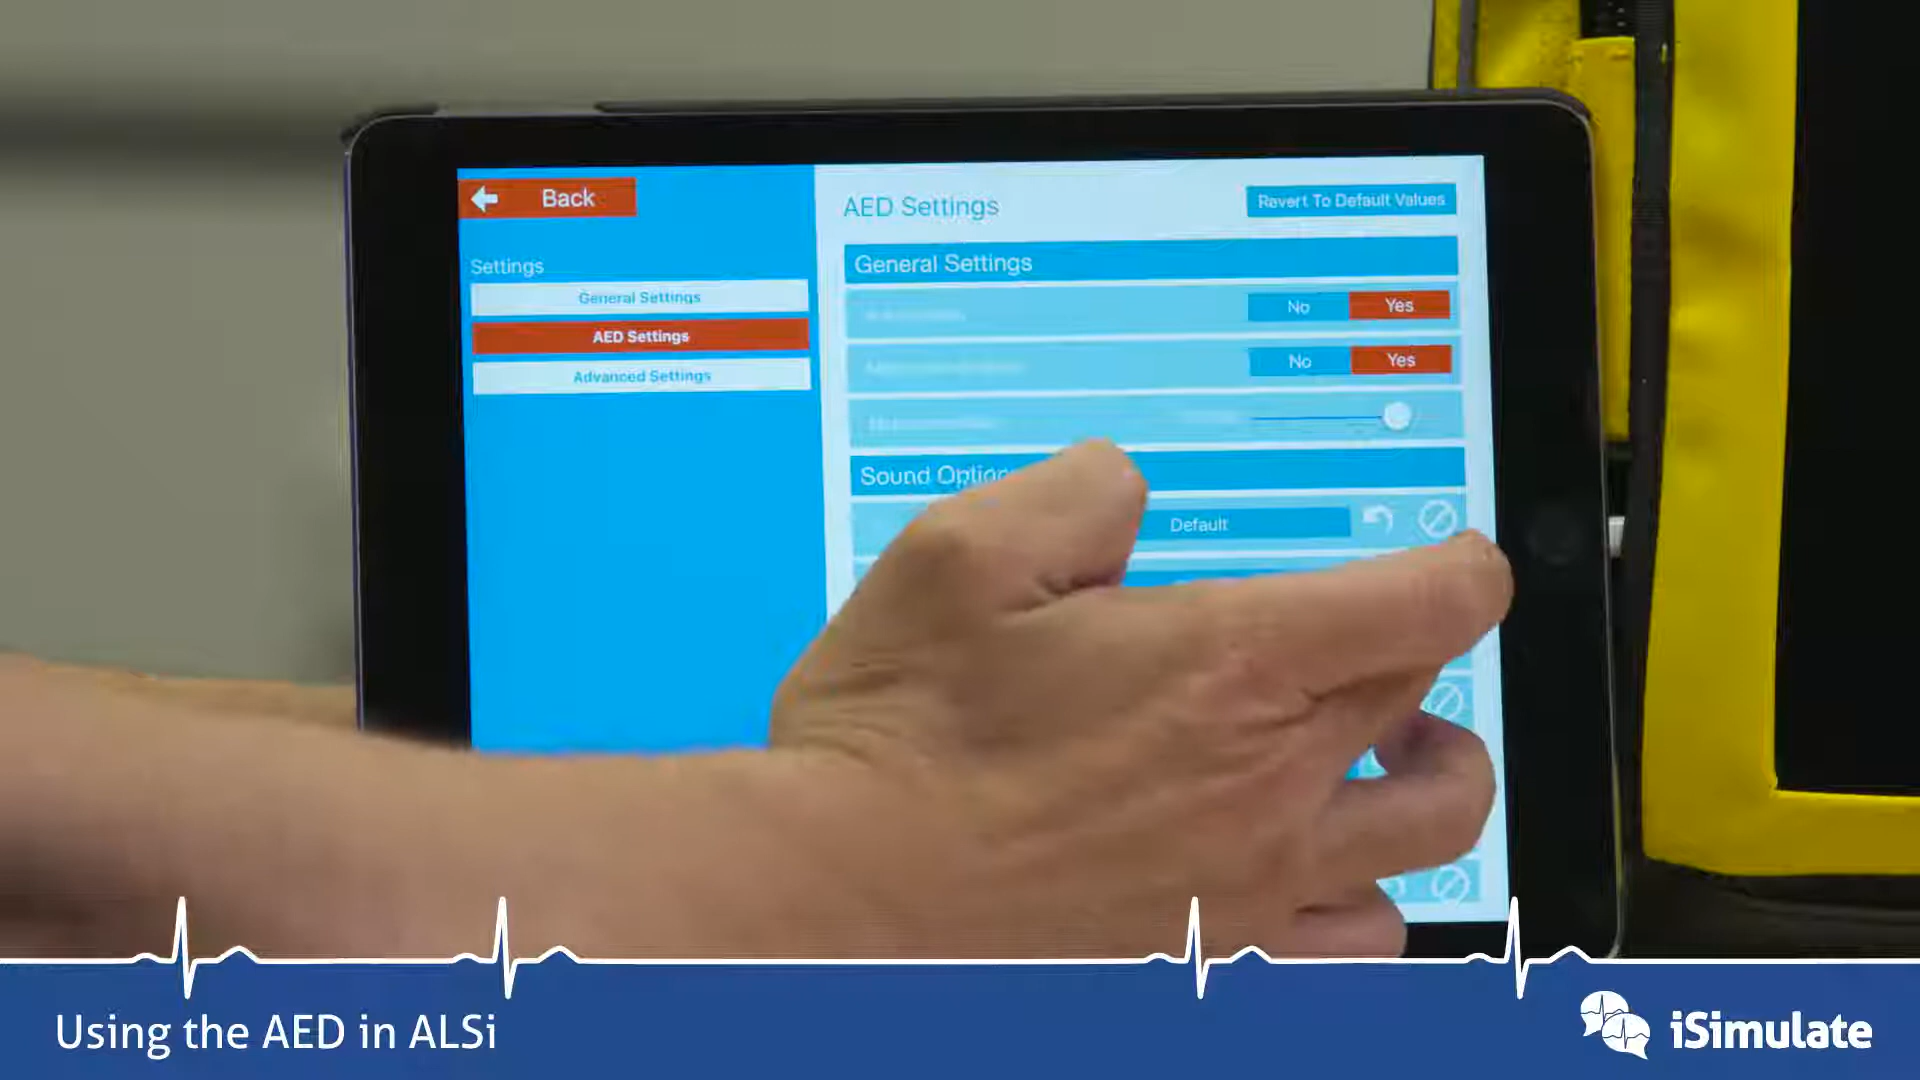 Back
AED Settings
Revert To Default Values
Settings
General Settings
General Settings
No
Yes
AED Settings
No
Yes
Advanced Settings
Sound
Default
Using the AED in ALSi
iSimulate